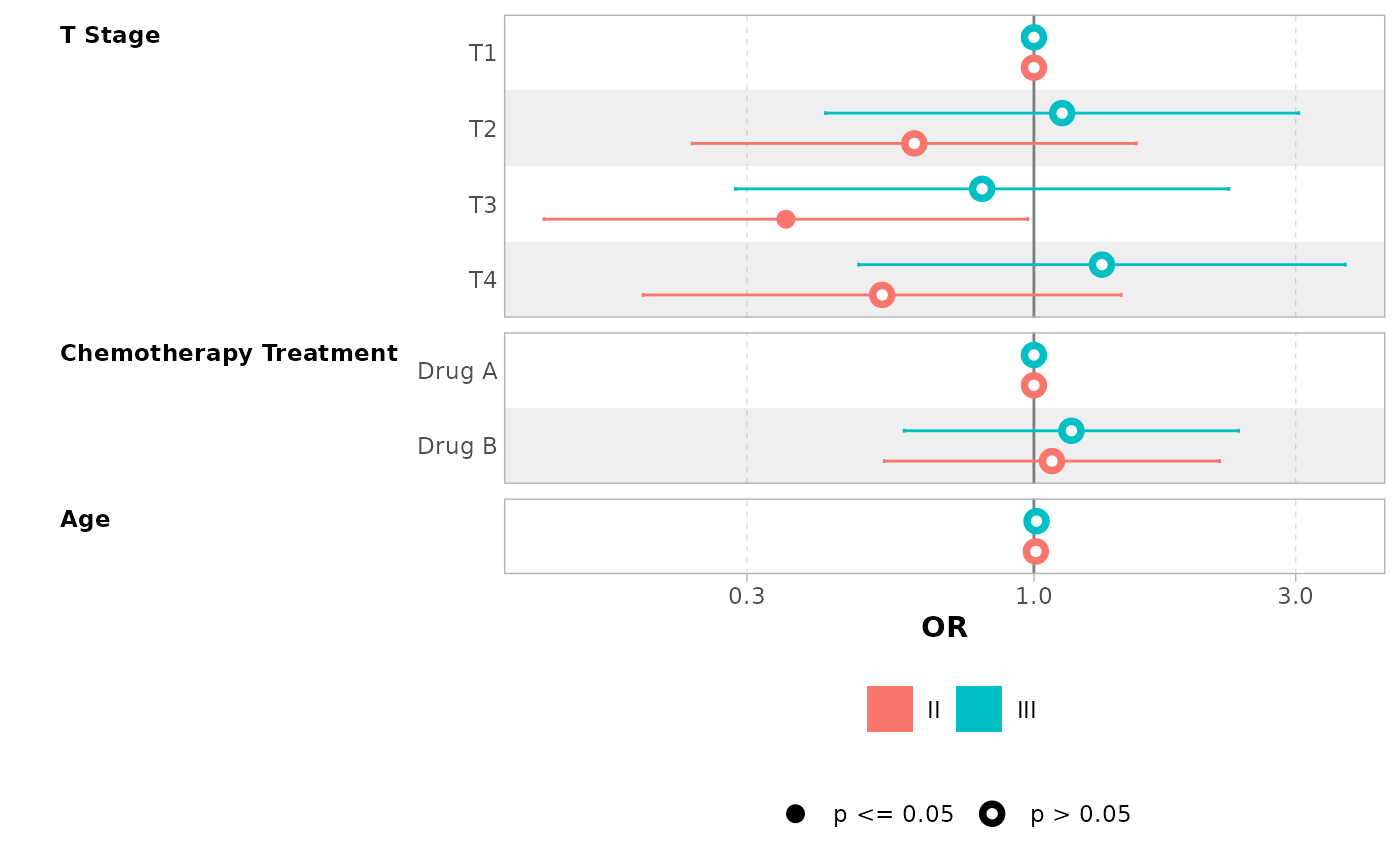 T Stage
T1
T2
T3
T4
Chemotherapy Treatment
Drug A
Drug B
Age
0.3 1.0 3.0
OR
II III
p <= 0.05 p > 0.05